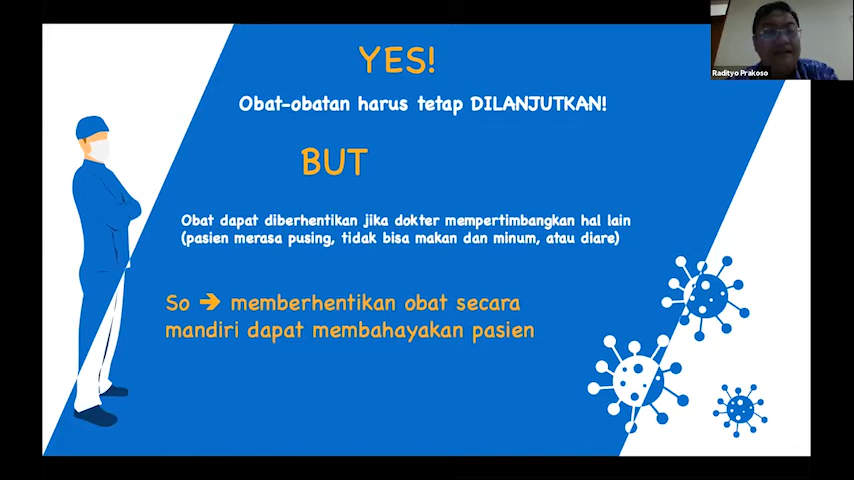 YES!
Radityo Prakoso
Obat-obatan harus tetap DILANJUTKAN!
BUT
Obat dapat diberhentikan jika dokter mempertimbangkan hal lain
(pasien merasa pusing, tidak bisa makan dan minum, atau diare)
So ➔ memberhentikan obat secara
mandiri dapat membahayakan pasien